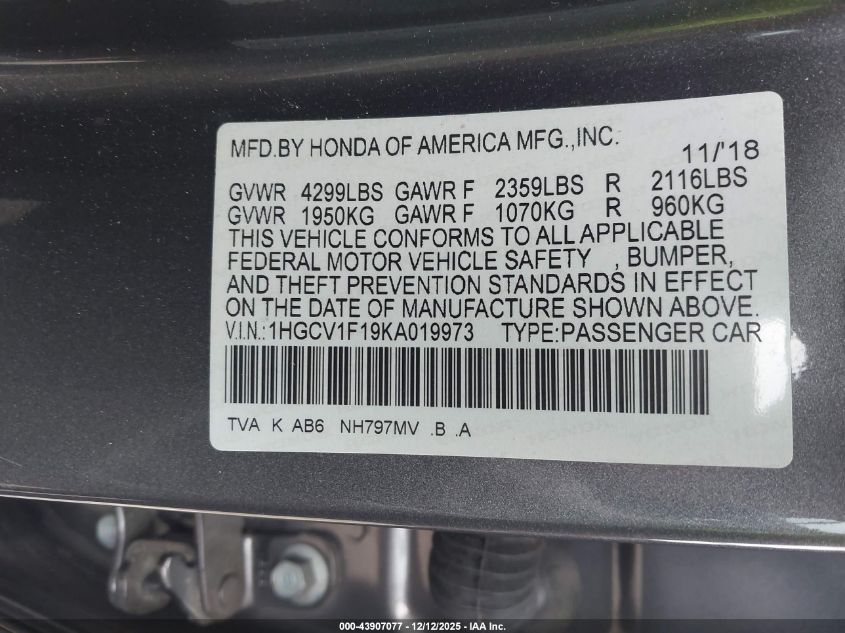 MFD.BY HONDA OF AMERICA MFG.,INC. 11/'18
GVWR 4299LBS GAWR F 2359LBS R 2116LBS
GVWR 1950KG GAWR F 1070KG R 960KG
THIS VEHICLE CONFORMS TO ALL APPLICABLE
FEDERAL MOTOR VEHICLE SAFETY , BUMPER,
AND THEFT PREVENTION STANDARDS IN EFFECT
ON THE DATE OF MANUFACTURE SHOWN ABOVE.
V.I.N.:1HGCV1F19KA019973 TYPE:PASSENGER CAR
TVA K AB6 NH797MV .B .A
000-43907077 - 12/12/2025 - IAA Inc.